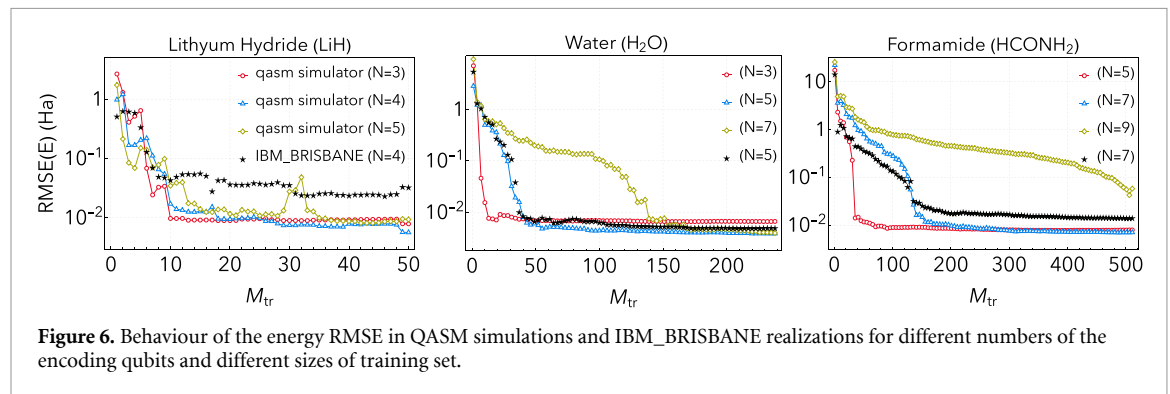 Lithyum Hydride (LiH)
Water (H₂O)
Formamide (HCONH₂)
RMSE(E) (Ha)
1
10⁻¹
10⁻²
qasm simulator (N=3)
qasm simulator (N=4)
qasm simulator (N=5)
IBM_BRISBANE (N=4)
0 10 20 30 40 50
Mtr
1
10⁻¹
10⁻²
(N=3)
(N=5)
(N=7)
(N=5)
0 50 100 150 200
Mtr
10
1
10⁻¹
10⁻²
(N=5)
(N=7)
(N=9)
(N=7)
0 100 200 300 400 500
Mtr
Figure 6. Behaviour of the energy RMSE in QASM simulations and IBM_BRISBANE realizations for different numbers of the
encoding qubits and different sizes of training set.